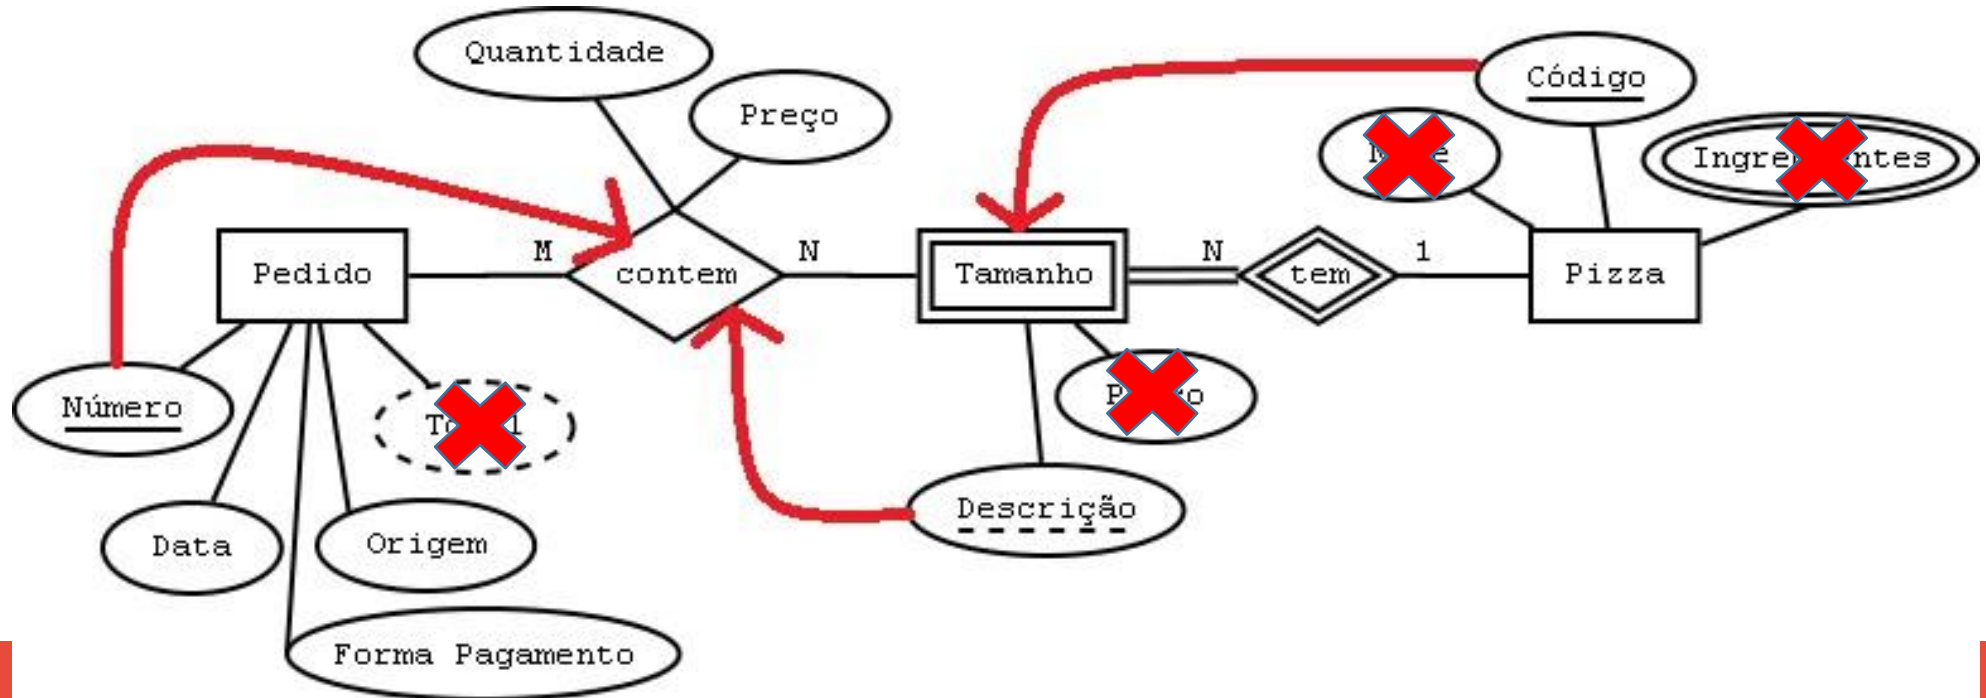 Quantidade
Preço
Código
Pedido
M
contem
N
Tamanho
N
tem
1
Pizza
Número
Data
Origem
Descrição
Forma Pagamento